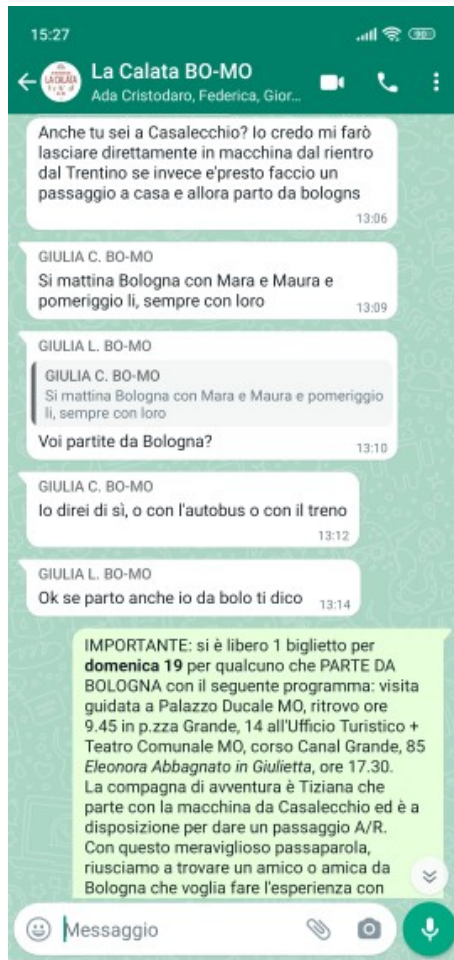 15:27
La Calata BO-MO
Ada Cristodaro, Federica, Gior...
Anche tu sei a Casalecchio? Io credo mi farò
lasciare direttamente in macchina dal rientro
dal Trentino se invece e'presto faccio un
passaggio a casa e allora parto da bologns
13:06
GIULIA C. BO-MO
Si mattina Bologna con Mara e Maura e
pomeriggio li, sempre con loro
13:09
GIULIA L. BO-MO
GIULIA C. BO-MO
Si mattina Bologna con Mara e Maura e pomeriggio
li, sempre con loro
Voi partite da Bologna?
13:10
GIULIA C. BO-MO
Io direi di sì, o con l'autobus o con il treno
13:12
GIULIA L. BO-MO
Ok se parto anche io da bolo ti dico
13:14
IMPORTANTE: si è libero 1 biglietto per
domenica 19 per qualcuno che PARTE DA
BOLOGNA con il seguente programma: visita
guidata a Palazzo Ducale MO, ritrovo ore
9.45 in p.zza Grande, 14 all'Ufficio Turistico +
Teatro Comunale MO, corso Canal Grande, 85
Eleonora Abbagnato in Giulietta, ore 17.30.
La compagna di avventura è Tiziana che
parte con la macchina da Casalecchio ed è a
disposizione per dare un passaggio A/R.
Con questo meraviglioso passaparola,
riusciamo a trovare un amico o amica da
Bologna che voglia fare l'esperienza con
Messaggio